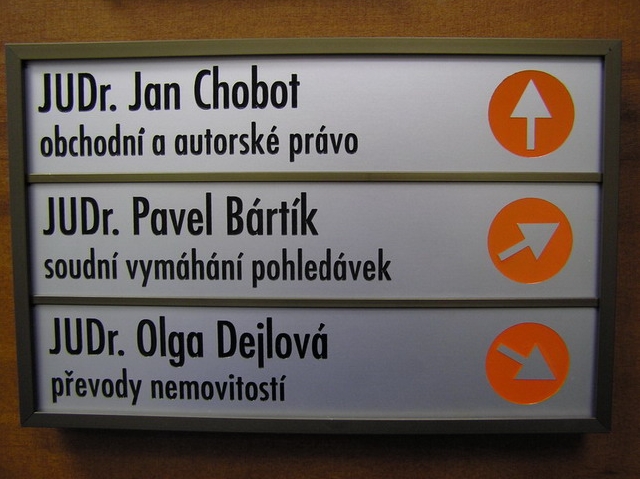 JUDr. Jan Chobot
obchodní a autorské právo
JUDr. Pavel Bártík
soudní vymáhání pohledávek
JUDr. Olga Dejlová
převody nemovitostí